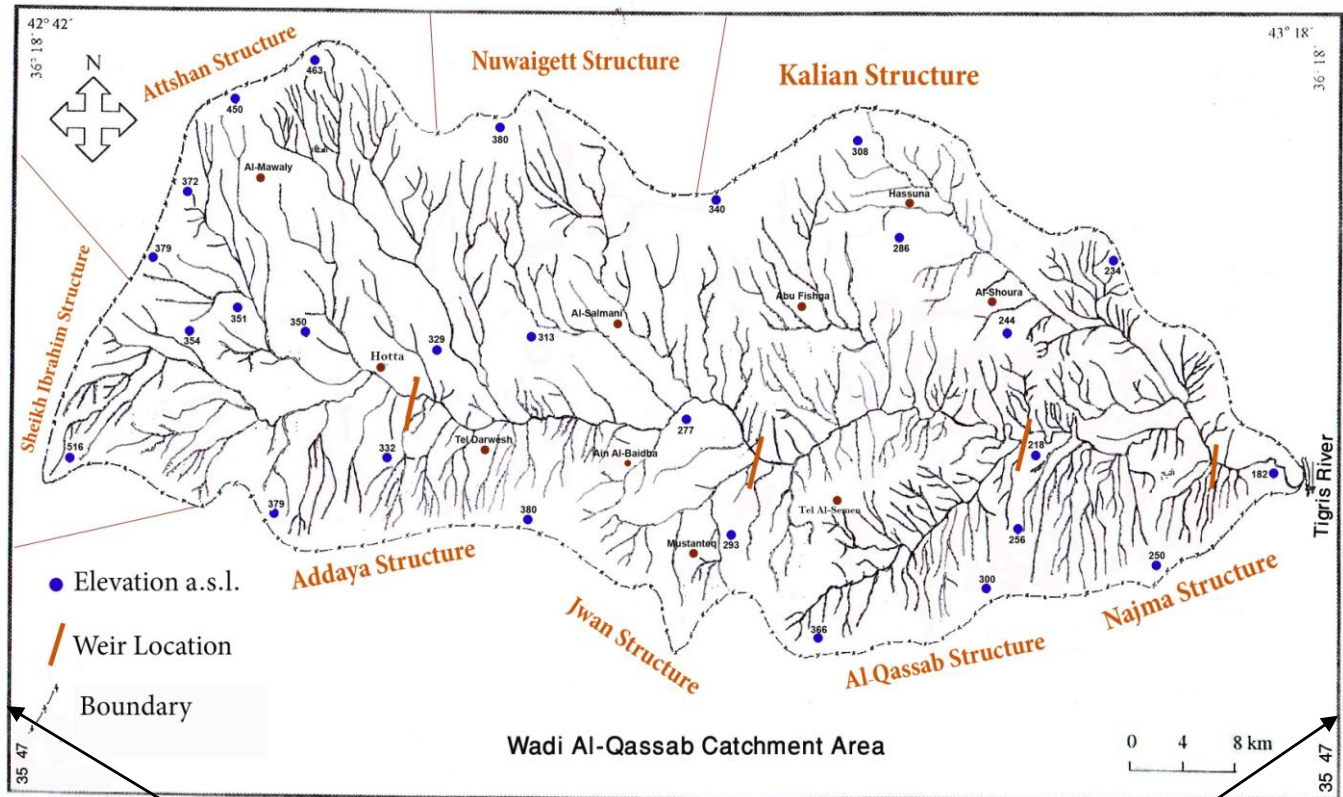 42° 42'
36° 18'
43° 18'
36° 18'
N
Attshan Structure
Nuwaigett Structure
Kalian Structure
463
450
380
308
Al-Mawaly
372
340
Hassuna
286
379
234
Sheikh Ibrahim Structure
351
350
354
Abu Fishga
Al-Shoura
Al-Salmani
244
329
313
Hotta
277
516
332
Tel Darwesh
Ain Al-Baidba
218
182
Tigris River
Tel Al-Semen
379
380
293
256
Mustanteq
250
Addaya Structure
300
Najma Structure
Jwan Structure
366
Al-Qassab Structure
Elevation a.s.l.
Weir Location
Boundary
Wadi Al-Qassab Catchment Area
0 4 8 km
35 47
35 47